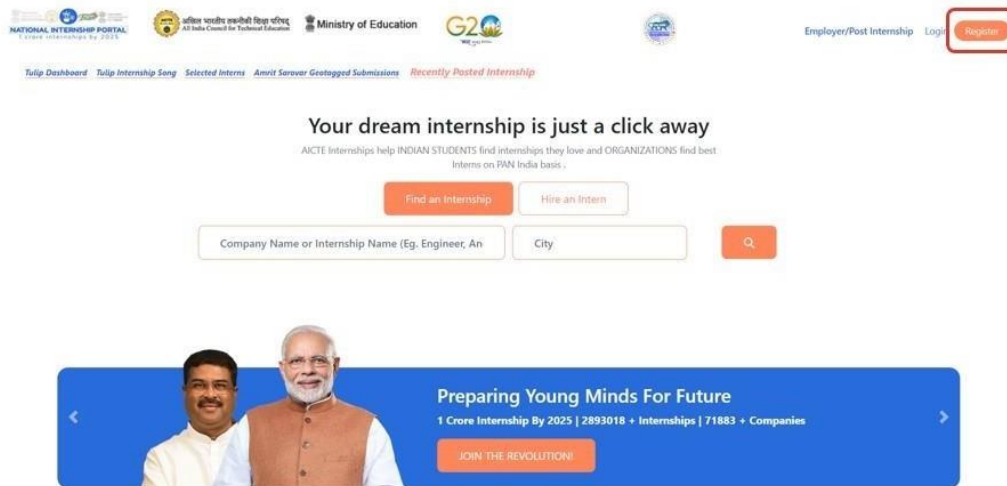 NATIONAL INTERNSHIP PORTAL
1 crore internships by 2025
अखिल भारतीय तकनीकी शिक्षा परिषद्
All India Council for Technical Education
Ministry of Education
G20
Employer/Post Internship
Login
Register
Tulip Dashboard Tulip Internship Song Selected Interns Amrit Sarovar Geotagged Submissions Recently Posted Internship
Your dream internship is just a click away
AICTE Internships help INDIAN STUDENTS find internships they love and ORGANIZATIONS find best
Interns on PAN India basis .
Find an Internship
Hire an Intern
Company Name or Internship Name (Eg. Engineer, An
City
Preparing Young Minds For Future
1 Crore Internship By 2025 | 2893018 + Internships | 71883 + Companies
JOIN THE REVOLUTION!